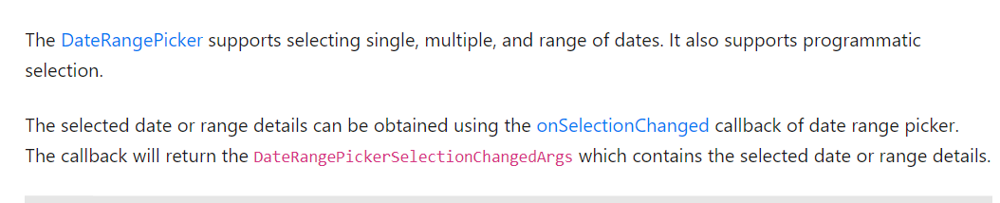 The DateRangePicker supports selecting single, multiple, and range of dates. It also supports programmatic
selection.
The selected date or range details can be obtained using the onSelectionChanged callback of date range picker.
The callback will return the DateRangePickerSelectionChangedArgs which contains the selected date or range details.